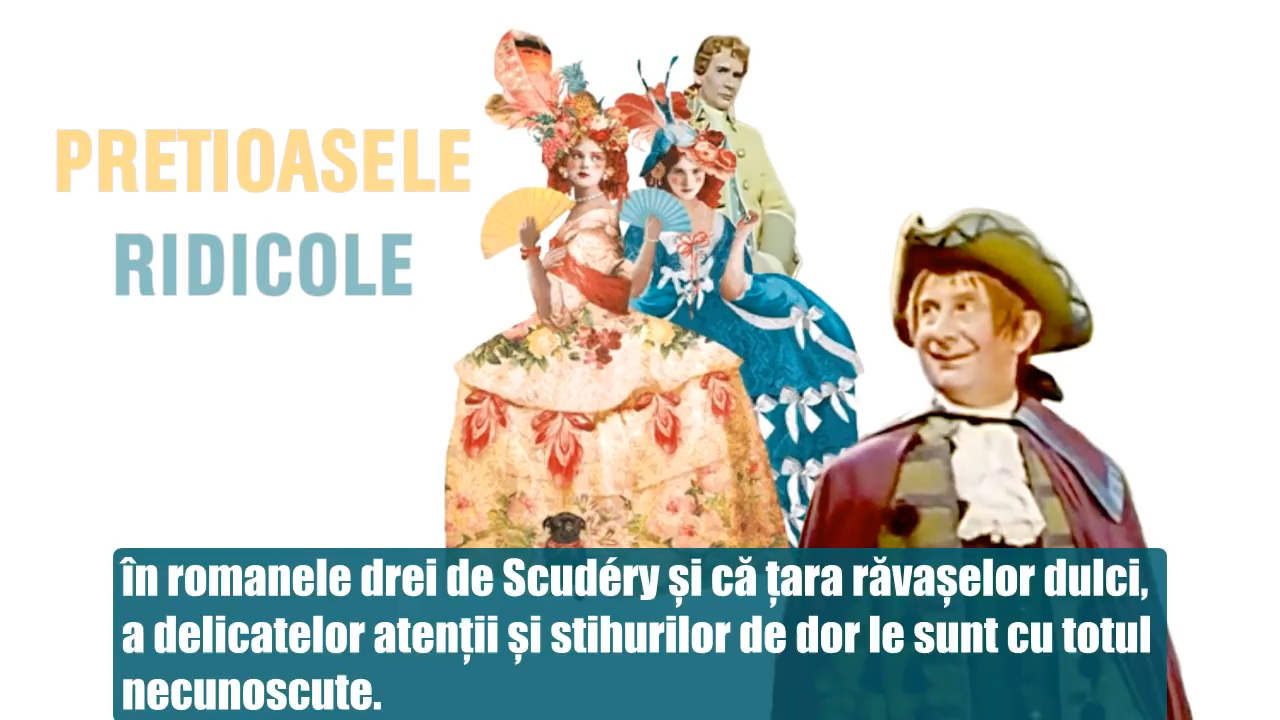 PRETIOASELE
RIDICOLE
în romanele drei de Scudéry și că țara răvașelor dulci,
a delicatelor atenții și stihurilor de dor le sunt cu totul
necunoscute.